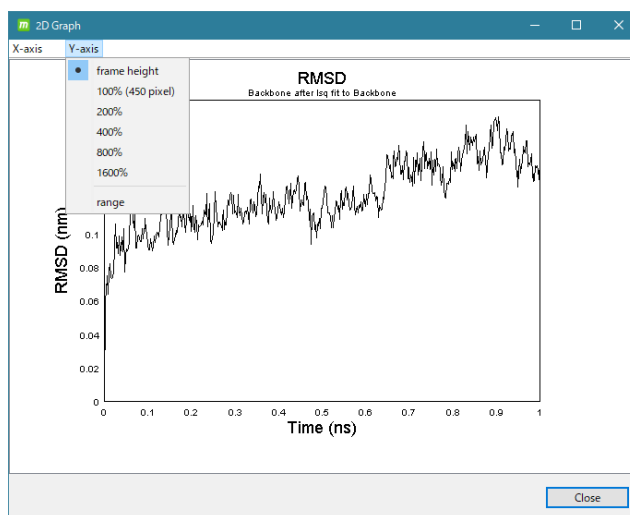 2D Graph
X-axis Y-axis
frame height
100% (450 pixel)
200%
400%
800%
1600%
range
RMSD
Backbone after lsq fit to Backbone
RMSD (nm)
0.1
0.08
0.06
0.04
0.02
0
0 0.1 0.2 0.3 0.4 0.5 0.6 0.7 0.8 0.9 1
Time (ns)
Close